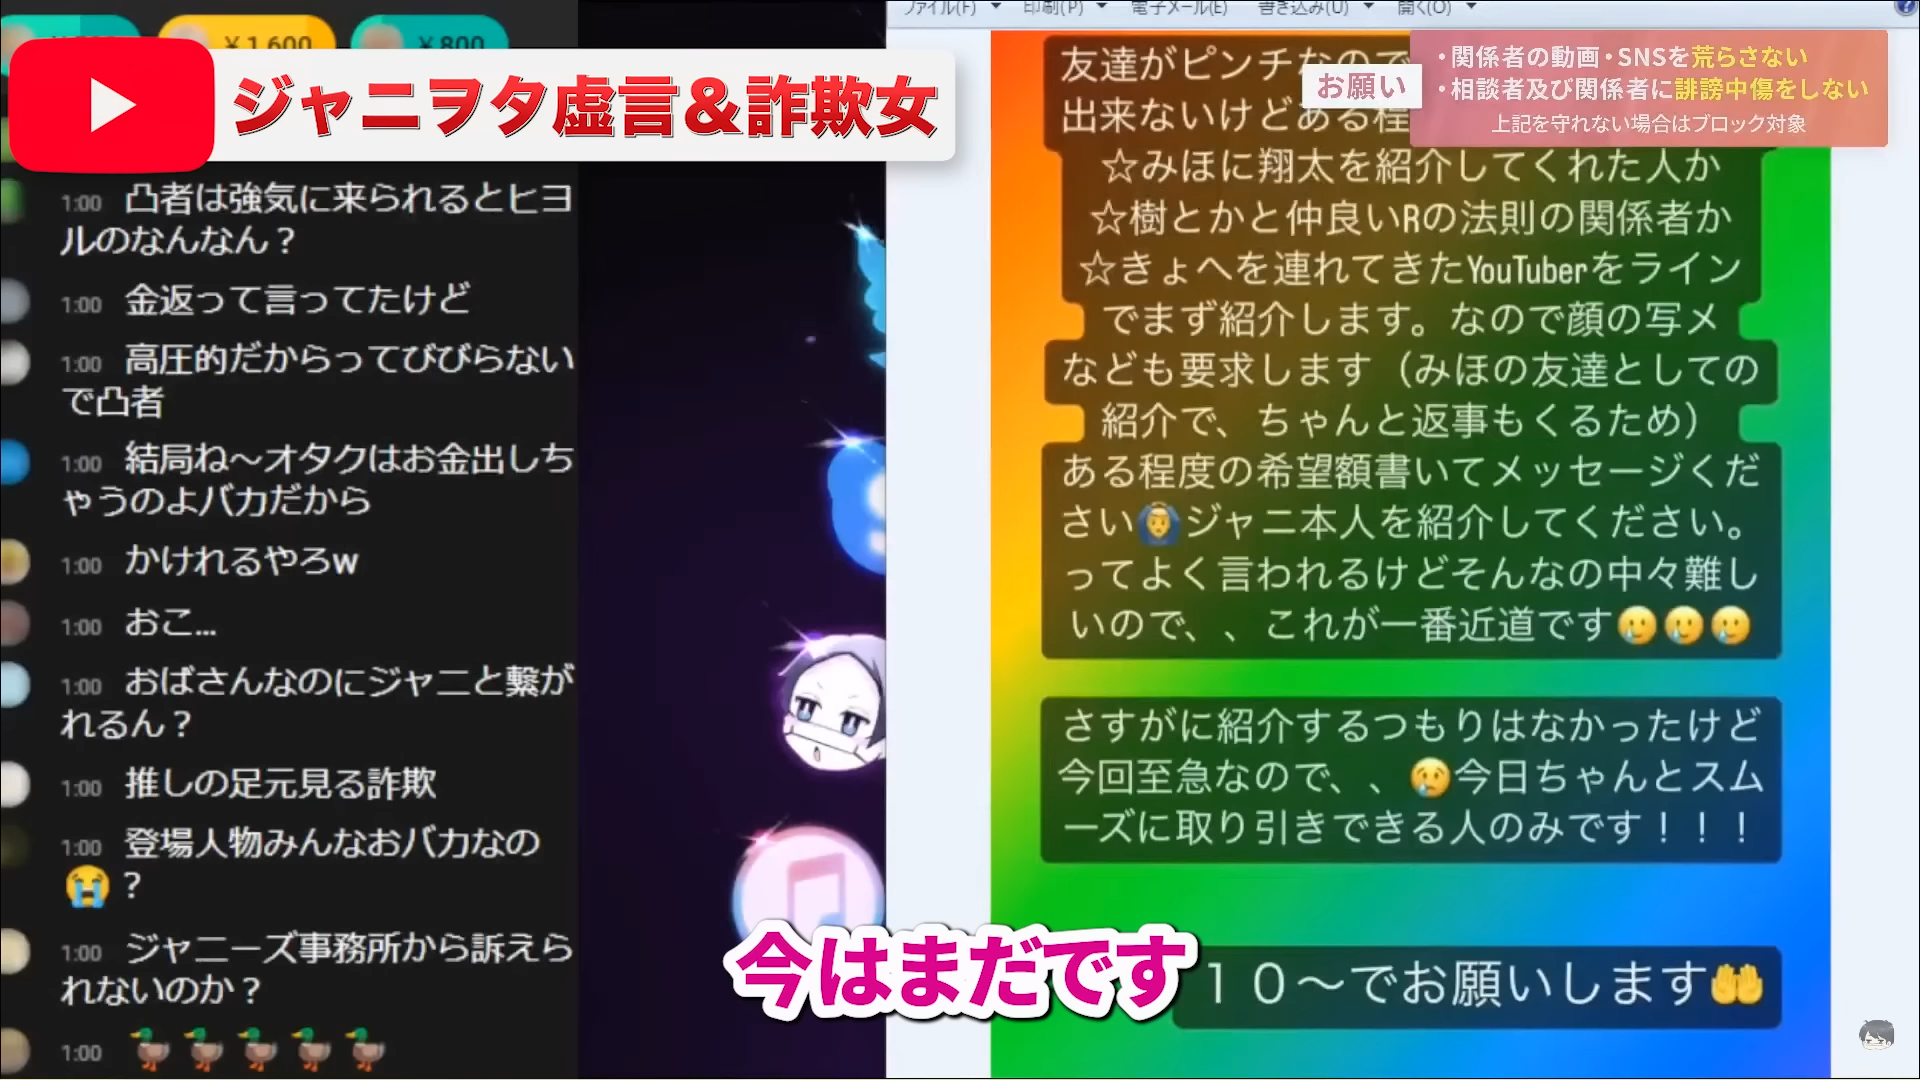 ¥1,600
¥800
ジャニヲタ虚言&詐欺女
1:00 凸者は強気に来られるとヒヨ
ルのなんなん？
1:00 金返って言ってたけど
1:00 高圧的だからってびびらない
で凸者
1:00 結局ね〜オタクはお金出しち
ゃうのよバカだから
1:00 かけれるやろw
1:00 おこ...
1:00 おばさんなのにジャニと繋が
れるん？
1:00 推しの足元見る詐欺
1:00 登場人物みんなおバカなの
😭？
1:00 ジャニーズ事務所から訴えら
れないのか？
1:00 🦆🦆🦆🦆🦆
ファイル(F) 印刷(P) 電子メール(E) 書き込み(U) 開く(O)
お願い
・関係者の動画・SNSを荒らさない
・相談者及び関係者に誹謗中傷をしない
上記を守れない場合はブロック対象
友達がピンチなので
出来ないけどある程
☆みほに翔太を紹介してくれた人か
☆樹とかと仲良いRの法則の関係者か
☆きょへを連れてきたYouTuberをライン
でまず紹介します。なので顔の写メ
なども要求します（みほの友達としての
紹介で、ちゃんと返事もくるため）
ある程度の希望額書いてメッセージくだ
さい🙆‍♀️ジャニ本人を紹介してください。
ってよく言われるけどそんなの中々難し
いので、、これが一番近道です🥲🥲🥲
さすがに紹介するつもりはなかったけど
今回至急なので、、😢今日ちゃんとスム
ーズに取り引きできる人のみです！！！
１０〜でお願いします🤲
今はまだです